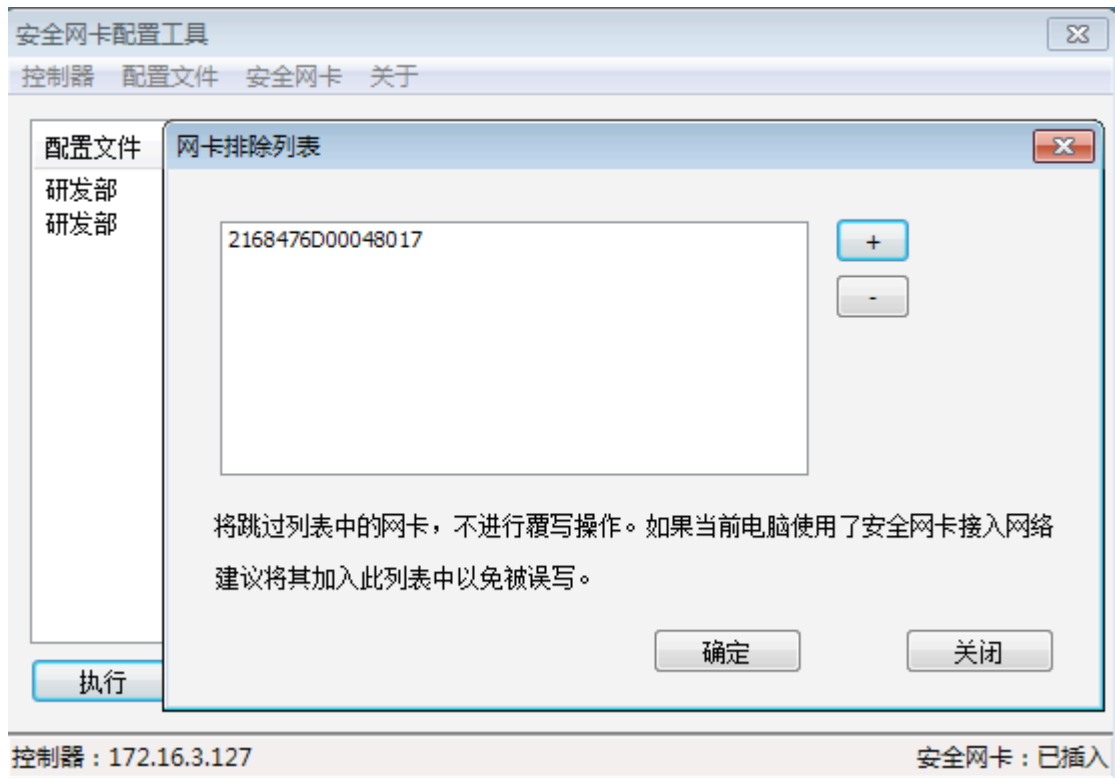 安全网卡配置工具
控制器 配置文件 安全网卡 关于
配置文件
研发部
研发部
网卡排除列表
2168476D00048017
+
-
将跳过列表中的网卡，不进行覆写操作。如果当前电脑使用了安全网卡接入网络
建议将其加入此列表中以免被误写。
确定 关闭
执行
控制器：172.16.3.127 安全网卡：已插入